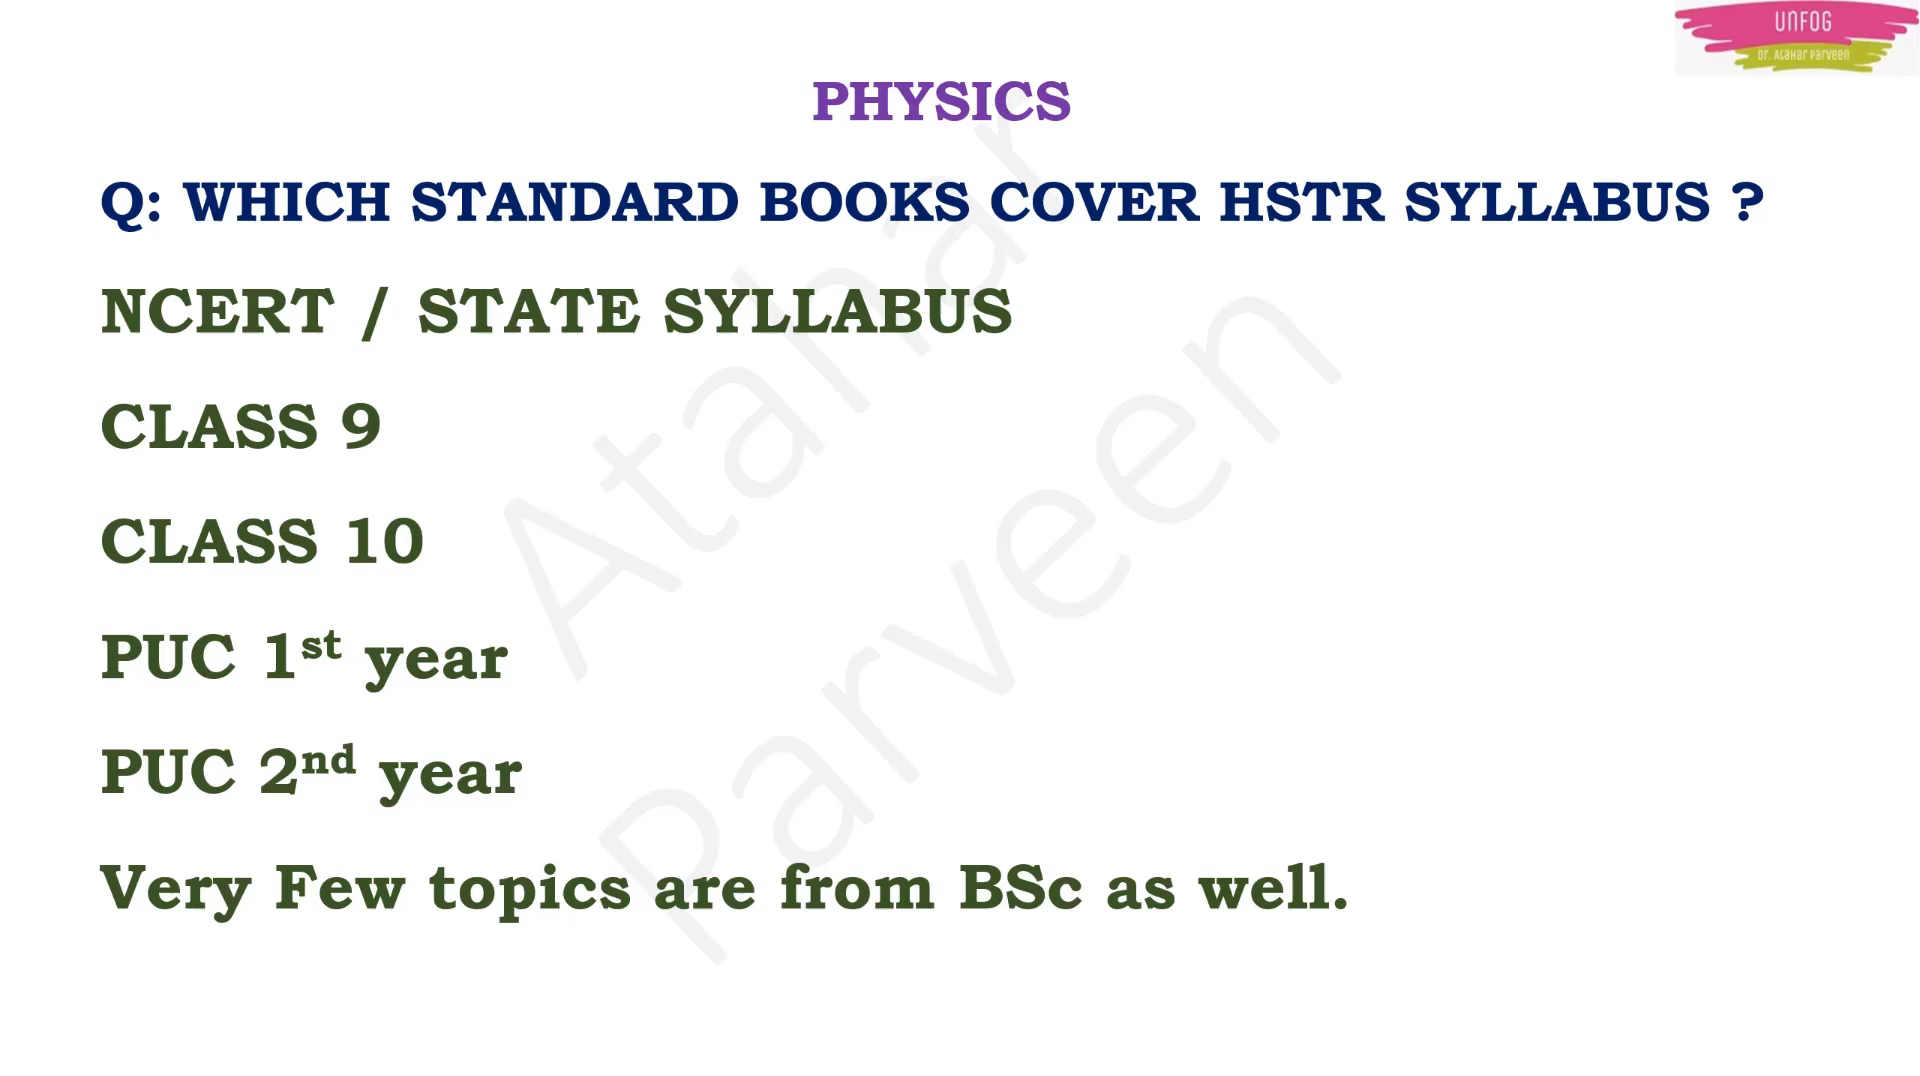 UNFOG
Dr. Atahar Parveen
PHYSICS
Q: WHICH STANDARD BOOKS COVER HSTR SYLLABUS ?
NCERT / STATE SYLLABUS
CLASS 9
CLASS 10
PUC 1st year
PUC 2nd year
Very Few topics are from BSc as well.
Atahar
Parveen